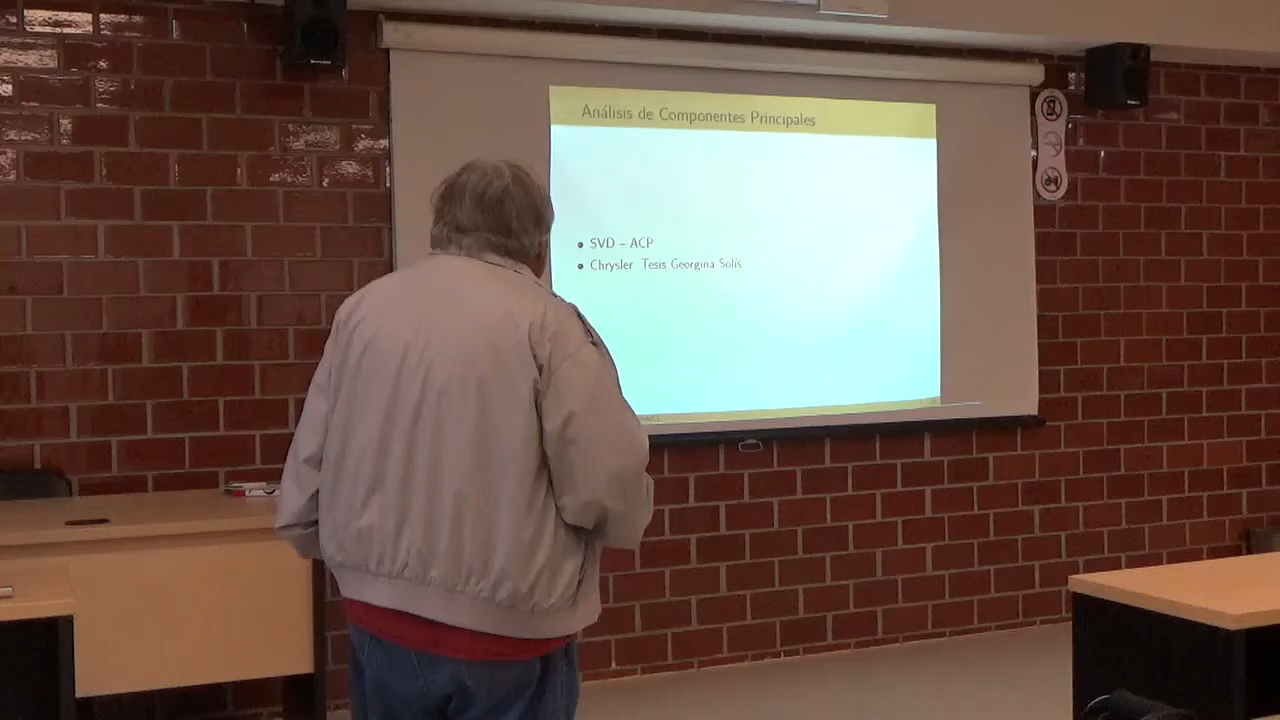 Análisis de Componentes Principales
SVD – ACP
Chrysler Tesis Georgina Solís